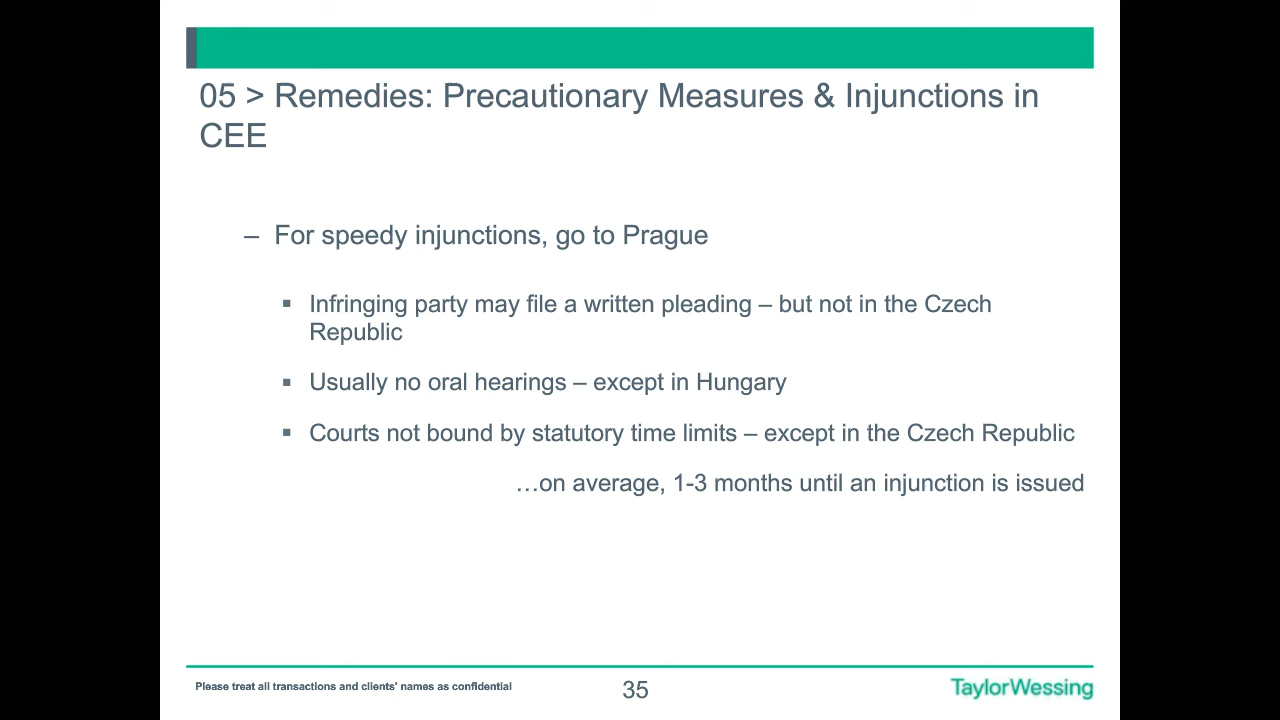 05 > Remedies: Precautionary Measures & Injunctions in
CEE
– For speedy injunctions, go to Prague
▪ Infringing party may file a written pleading – but not in the Czech
Republic
▪ Usually no oral hearings – except in Hungary
▪ Courts not bound by statutory time limits – except in the Czech Republic
…on average, 1-3 months until an injunction is issued
Please treat all transactions and clients' names as confidential
35
TaylorWessing